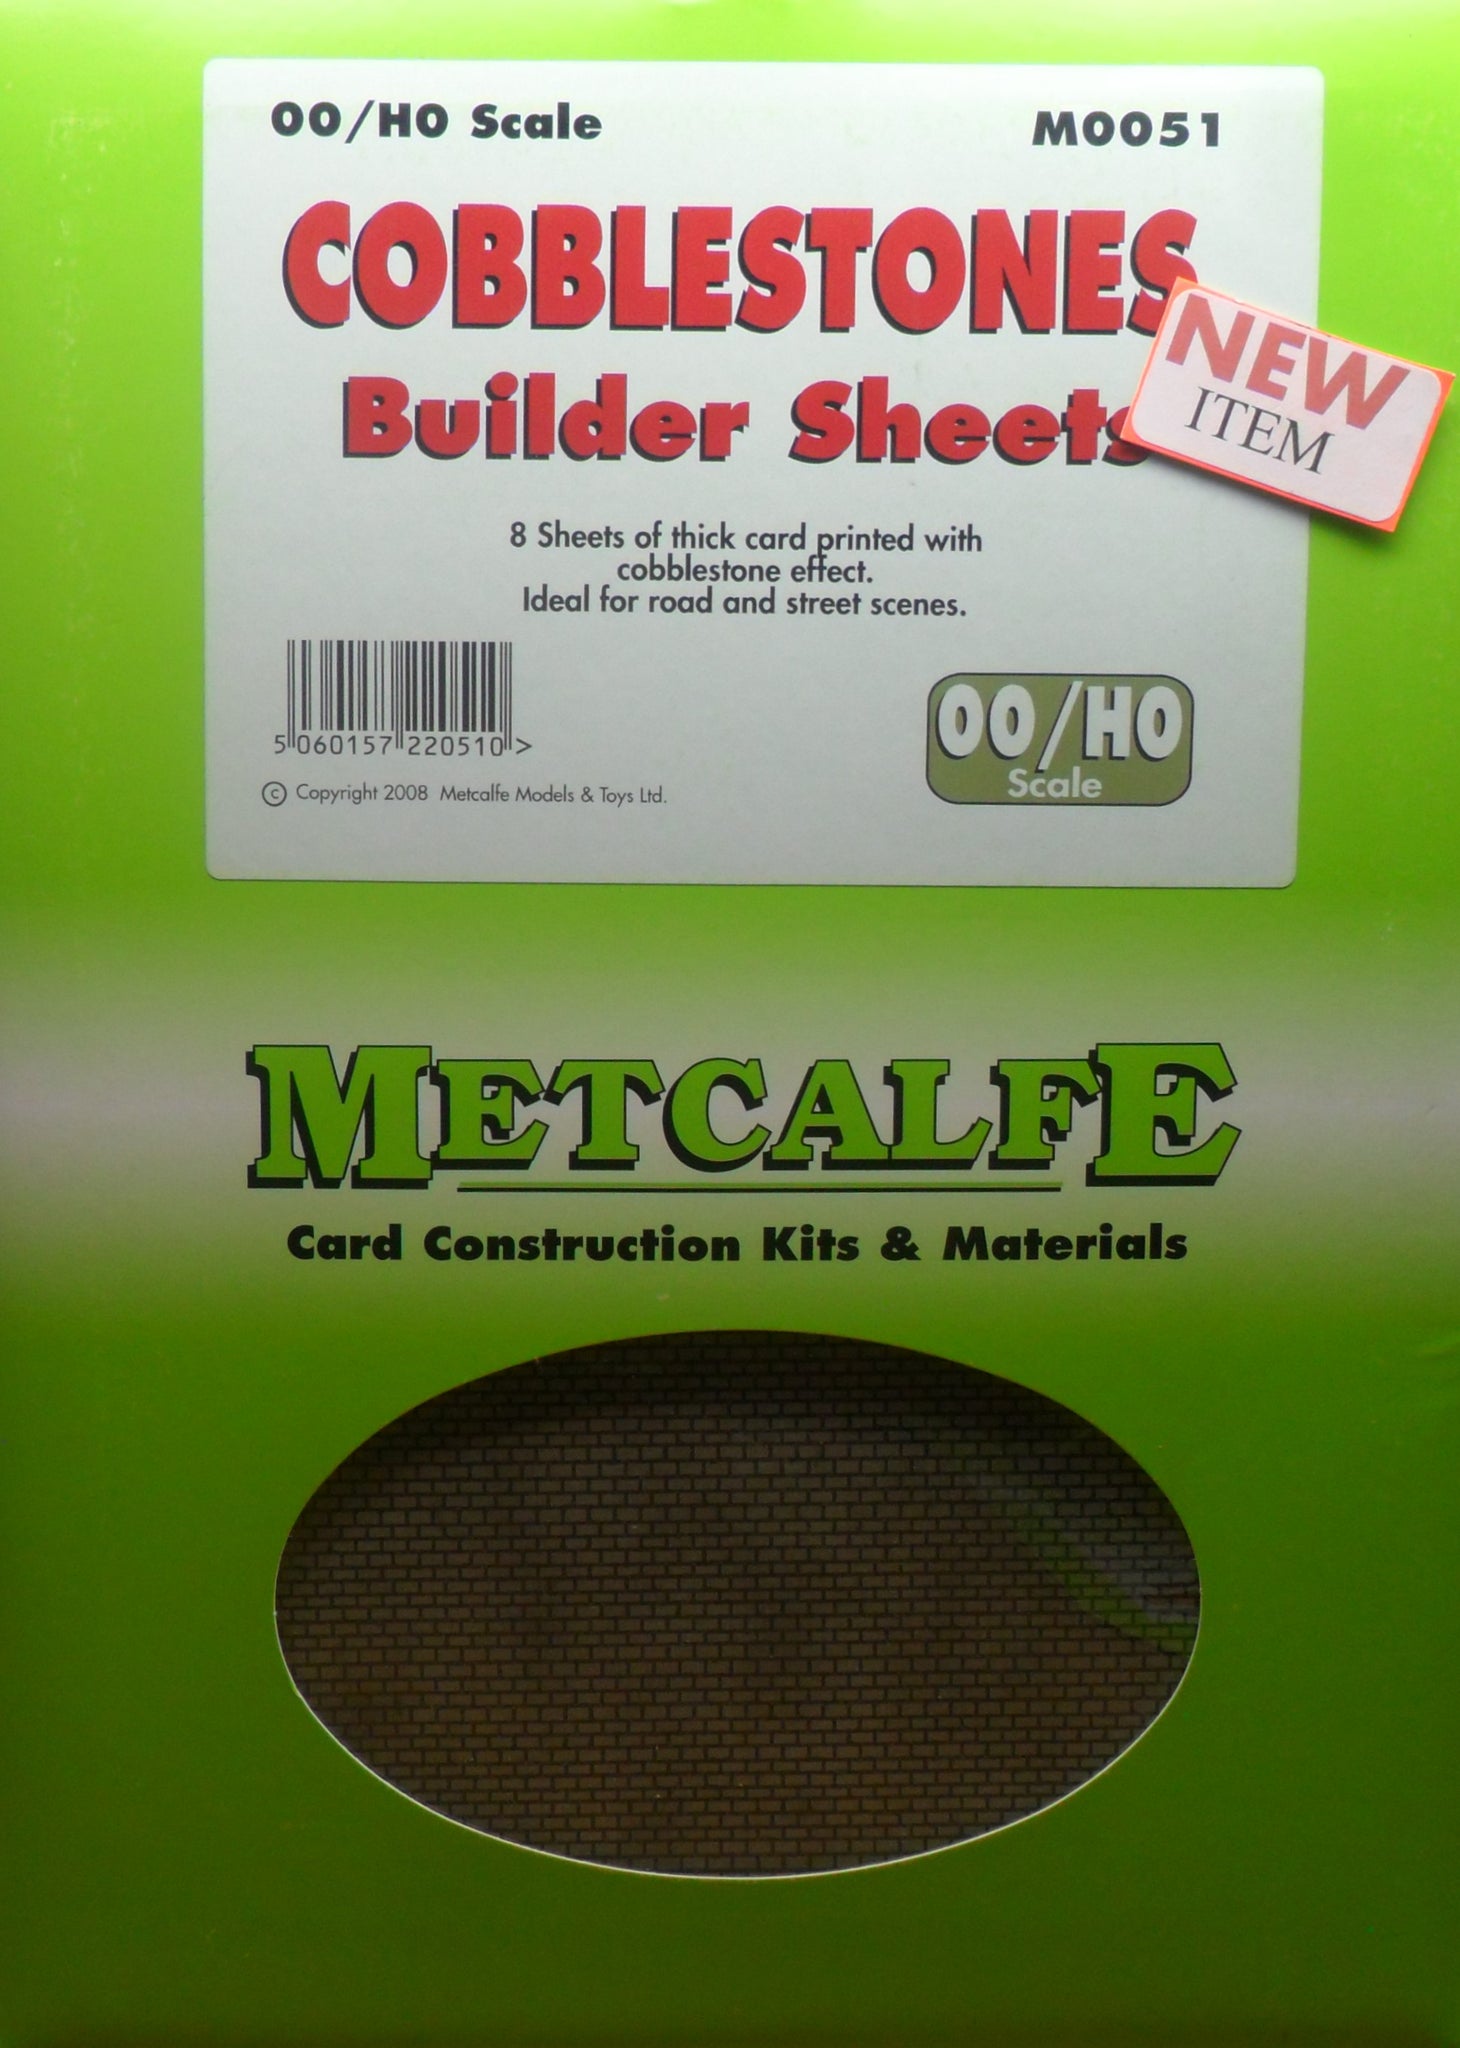 OO/HO Scale M0051
COBBLESTONES
NEW
ITEM
Builder Sheets
8 Sheets of thick card printed with
cobblestone effect.
Ideal for road and street scenes.
5 060157 220510 >
OO/HO
Scale
© Copyright 2008 Metcalfe Models & Toys Ltd.
METCALFE
Card Construction Kits & Materials